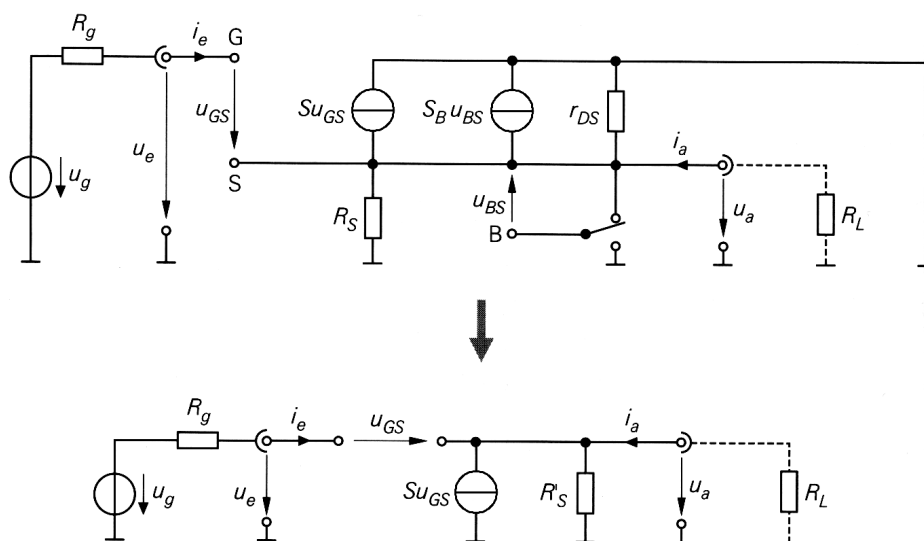 R_g
i_e
G
u_GS
Su_GS
S_B u_BS
r_DS
u_g
u_e
S
i_a
R_S
u_BS
B
u_a
R_L
R_g
i_e
u_GS
i_a
u_g
u_e
Su_GS
R'_S
u_a
R_L